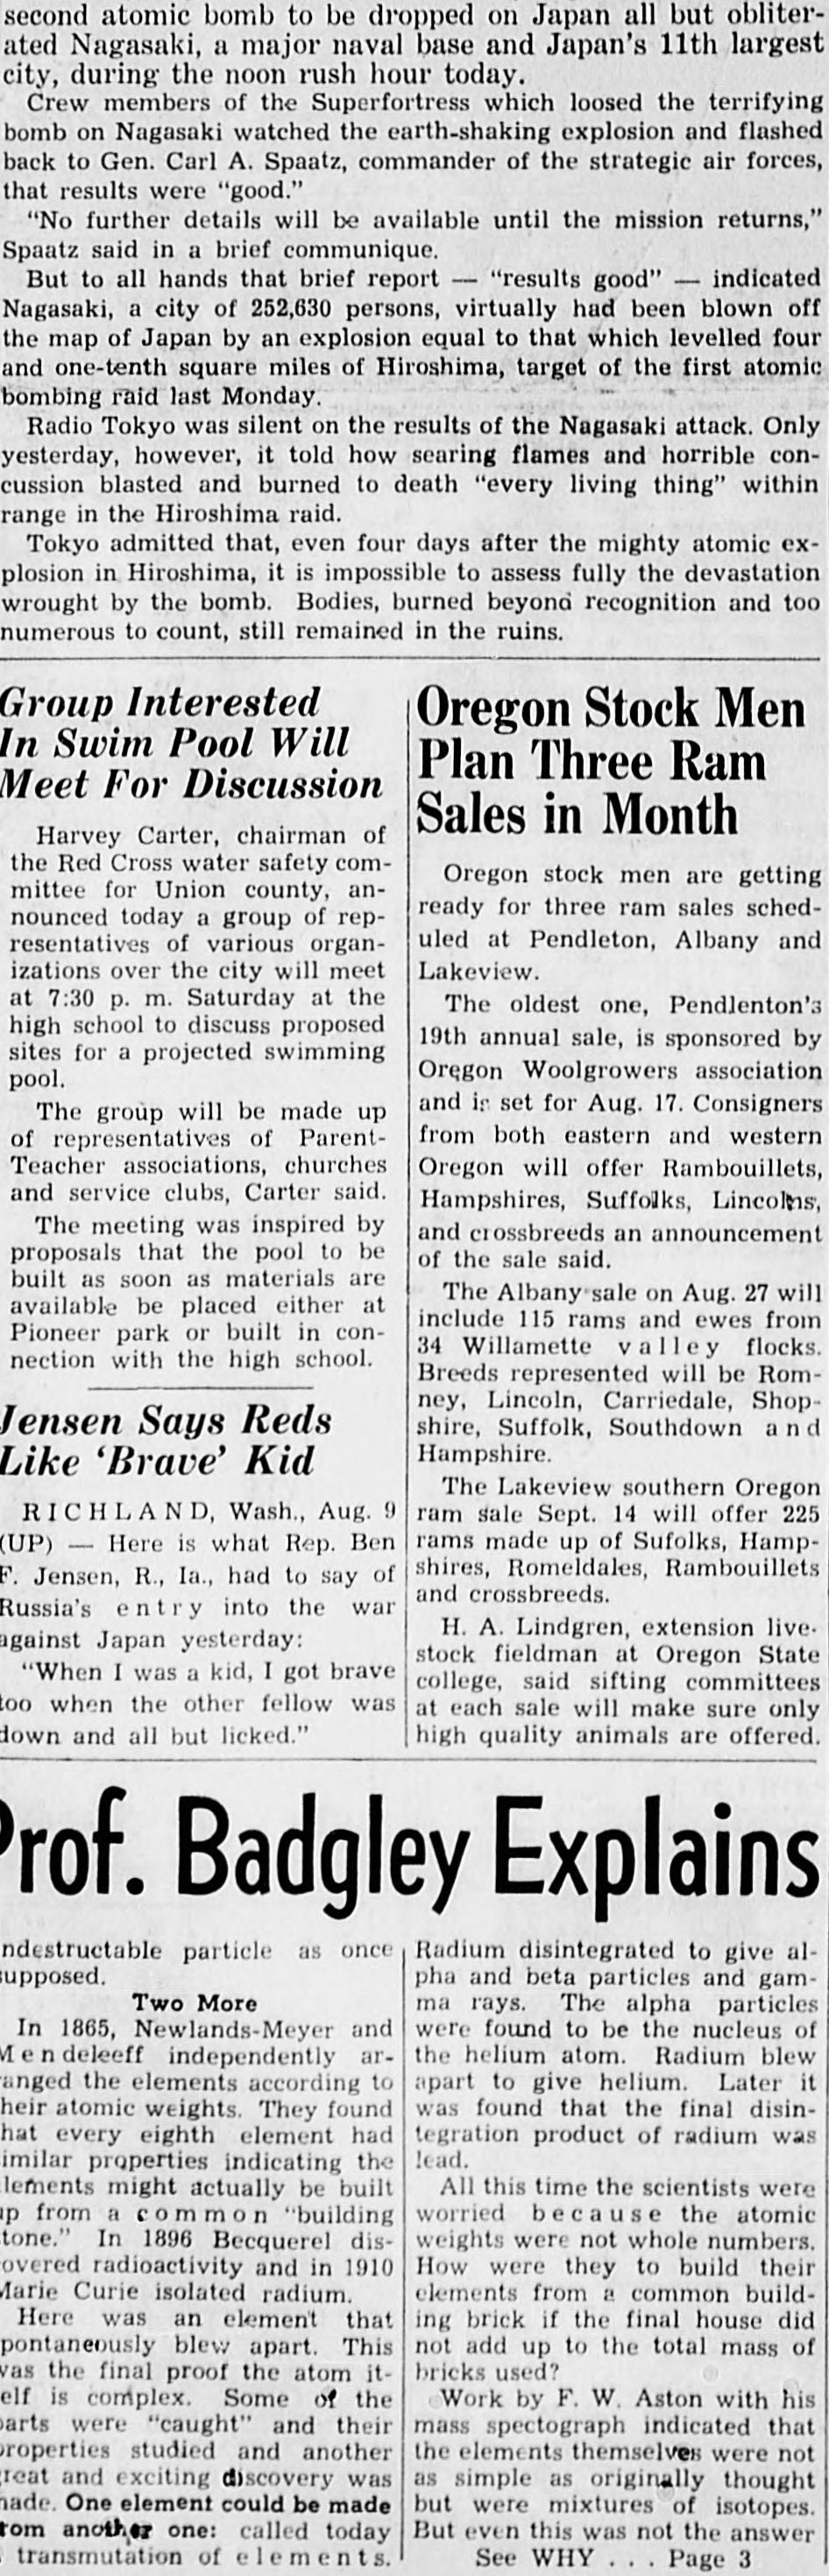 second atomic bomb to be dropped on Japan all but obliter-
ated Nagasaki, a major naval base and Japan's 11th largest
city, during the noon rush hour today.
Crew members of the Superfortress which loosed the terrifying
bomb on Nagasaki watched the earth-shaking explosion and flashed
back to Gen. Carl A. Spaatz, commander of the strategic air forces,
that results were "good."
"No further details will be available until the mission returns,"
Spaatz said in a brief communique.
But to all hands that brief report — "results good" — indicated
Nagasaki, a city of 252,630 persons, virtually had been blown off
the map of Japan by an explosion equal to that which levelled four
and one-tenth square miles of Hiroshima, target of the first atomic
bombing raid last Monday.
Radio Tokyo was silent on the results of the Nagasaki attack. Only
yesterday, however, it told how searing flames and horrible con-
cussion blasted and burned to death "every living thing" within
range in the Hiroshima raid.
Tokyo admitted that, even four days after the mighty atomic ex-
plosion in Hiroshima, it is impossible to assess fully the devastation
wrought by the bomb. Bodies, burned beyond recognition and too
numerous to count, still remained in the ruins.
Group Interested
In Swim Pool Will
Meet For Discussion
Harvey Carter, chairman of
the Red Cross water safety com-
mittee for Union county, an-
nounced today a group of rep-
resentatives of various organ-
izations over the city will meet
at 7:30 p. m. Saturday at the
high school to discuss proposed
sites for a projected swimming
pool.
The group will be made up
of representatives of Parent-
Teacher associations, churches
and service clubs, Carter said.
The meeting was inspired by
proposals that the pool to be
built as soon as materials are
available be placed either at
Pioneer park or built in con-
nection with the high school.
Jensen Says Reds
Like 'Brave' Kid
RICHLAND, Wash., Aug. 9
(UP) — Here is what Rep. Ben
F. Jensen, R., Ia., had to say of
Russia's entry into the war
against Japan yesterday:
"When I was a kid, I got brave
too when the other fellow was
down and all but licked."
Oregon Stock Men
Plan Three Ram
Sales in Month
Oregon stock men are getting
ready for three ram sales sched-
uled at Pendleton, Albany and
Lakeview.
The oldest one, Pendlenton's
19th annual sale, is sponsored by
Oregon Woolgrowers association
and is set for Aug. 17. Consigners
from both eastern and western
Oregon will offer Rambouillets,
Hampshires, Suffolks, Lincolns,
and crossbreeds an announcement
of the sale said.
The Albany sale on Aug. 27 will
include 115 rams and ewes from
34 Willamette valley flocks.
Breeds represented will be Rom-
ney, Lincoln, Carriedale, Shop-
shire, Suffolk, Southdown and
Hampshire.
The Lakeview southern Oregon
ram sale Sept. 14 will offer 225
rams made up of Sufolks, Hamp-
shires, Romeldales, Rambouillets
and crossbreeds.
H. A. Lindgren, extension live-
stock fieldman at Oregon State
college, said sifting committees
at each sale will make sure only
high quality animals are offered.
Prof. Badgley Explains
ndestructable particle as once
supposed.
Two More
In 1865, Newlands-Meyer and
Mendeleeff independently ar-
ranged the elements according to
their atomic weights. They found
that every eighth element had
similar properties indicating the
elements might actually be built
up from a common "building
stone." In 1896 Becquerel dis-
covered radioactivity and in 1910
Marie Curie isolated radium.
Here was an element that
spontaneously blew apart. This
was the final proof the atom it-
self is complex. Some of the
parts were "caught" and their
properties studied and another
great and exciting discovery was
made. One element could be made
from another one: called today
transmutation of elements.
Radium disintegrated to give al-
pha and beta particles and gam-
ma rays. The alpha particles
were found to be the nucleus of
the helium atom. Radium blew
apart to give helium. Later it
was found that the final disin-
tegration product of radium was
lead.
All this time the scientists were
worried because the atomic
weights were not whole numbers.
How were they to build their
elements from a common build-
ing brick if the final house did
not add up to the total mass of
bricks used?
Work by F. W. Aston with his
mass spectograph indicated that
the elements themselves were not
as simple as originally thought
but were mixtures of isotopes.
But even this was not the answer
See WHY . . . Page 3